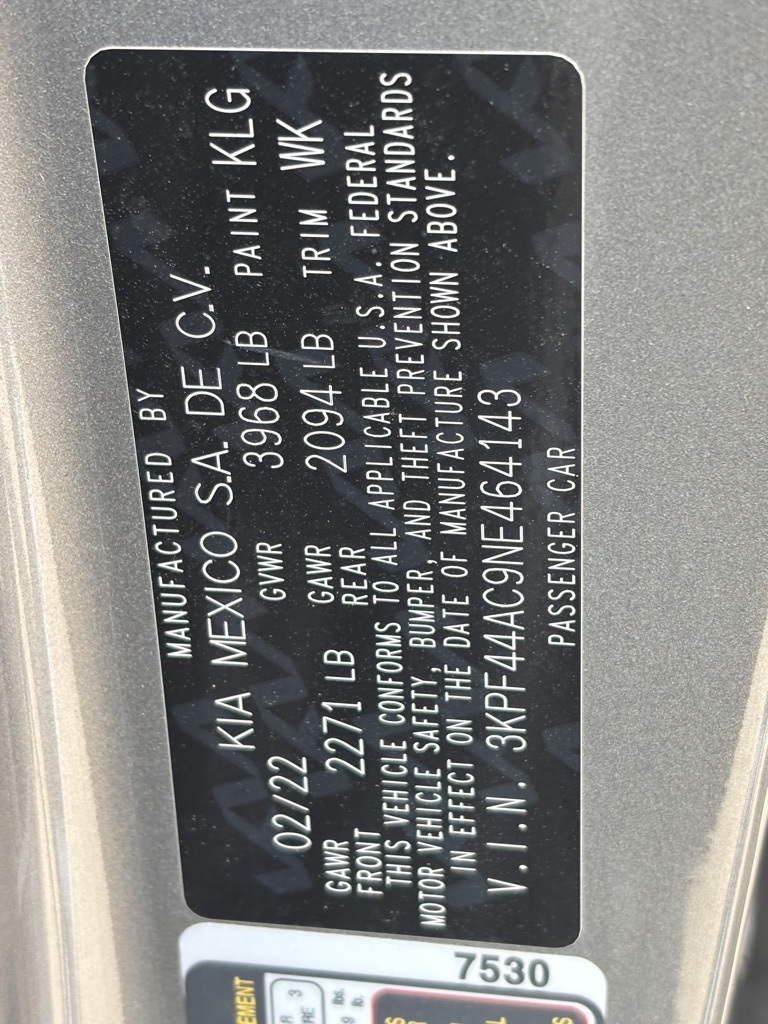 MANUFACTURED BY
KIA MEXICO S.A. DE C.V.
02/22 GVWR 3968 LB PAINT KLG
GAWR FRONT 2271 LB GAWR REAR 2094 LB TRIM WK
THIS VEHICLE CONFORMS TO ALL APPLICABLE U.S.A. FEDERAL
MOTOR VEHICLE SAFETY, BUMPER, AND THEFT PREVENTION STANDARDS
IN EFFECT ON THE DATE OF MANUFACTURE SHOWN ABOVE.
V.I.N. 3KPF44AC9NE464143
PASSENGER CAR
7530